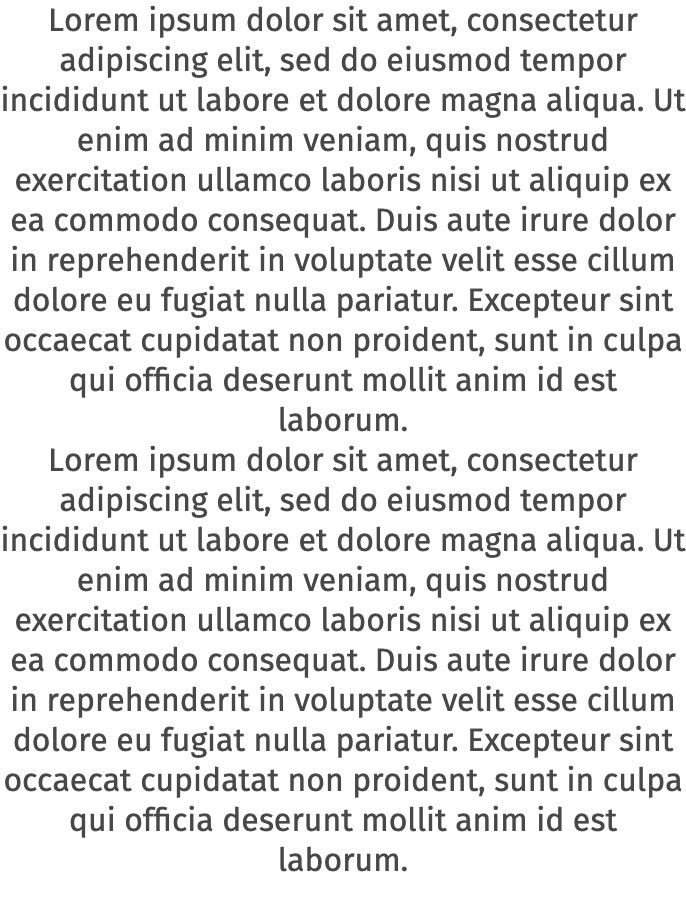 Lorem ipsum dolor sit amet, consectetur
adipiscing elit, sed do eiusmod tempor
incididunt ut labore et dolore magna aliqua. Ut
enim ad minim veniam, quis nostrud
exercitation ullamco laboris nisi ut aliquip ex
ea commodo consequat. Duis aute irure dolor
in reprehenderit in voluptate velit esse cillum
dolore eu fugiat nulla pariatur. Excepteur sint
occaecat cupidatat non proident, sunt in culpa
qui officia deserunt mollit anim id est
laborum.
Lorem ipsum dolor sit amet, consectetur
adipiscing elit, sed do eiusmod tempor
incididunt ut labore et dolore magna aliqua. Ut
enim ad minim veniam, quis nostrud
exercitation ullamco laboris nisi ut aliquip ex
ea commodo consequat. Duis aute irure dolor
in reprehenderit in voluptate velit esse cillum
dolore eu fugiat nulla pariatur. Excepteur sint
occaecat cupidatat non proident, sunt in culpa
qui officia deserunt mollit anim id est
laborum.